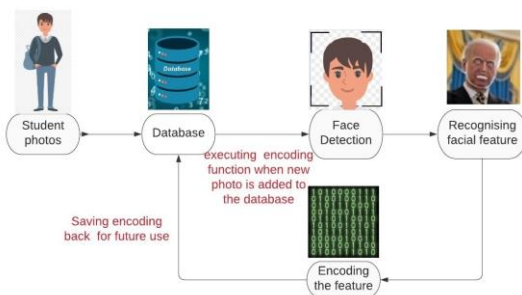 Database
Student
photos
Database
Face
Detection
Recognising
facial feature
executing encoding
function when new
photo is added to
the database
Saving encoding
back for future use
Encoding
the feature